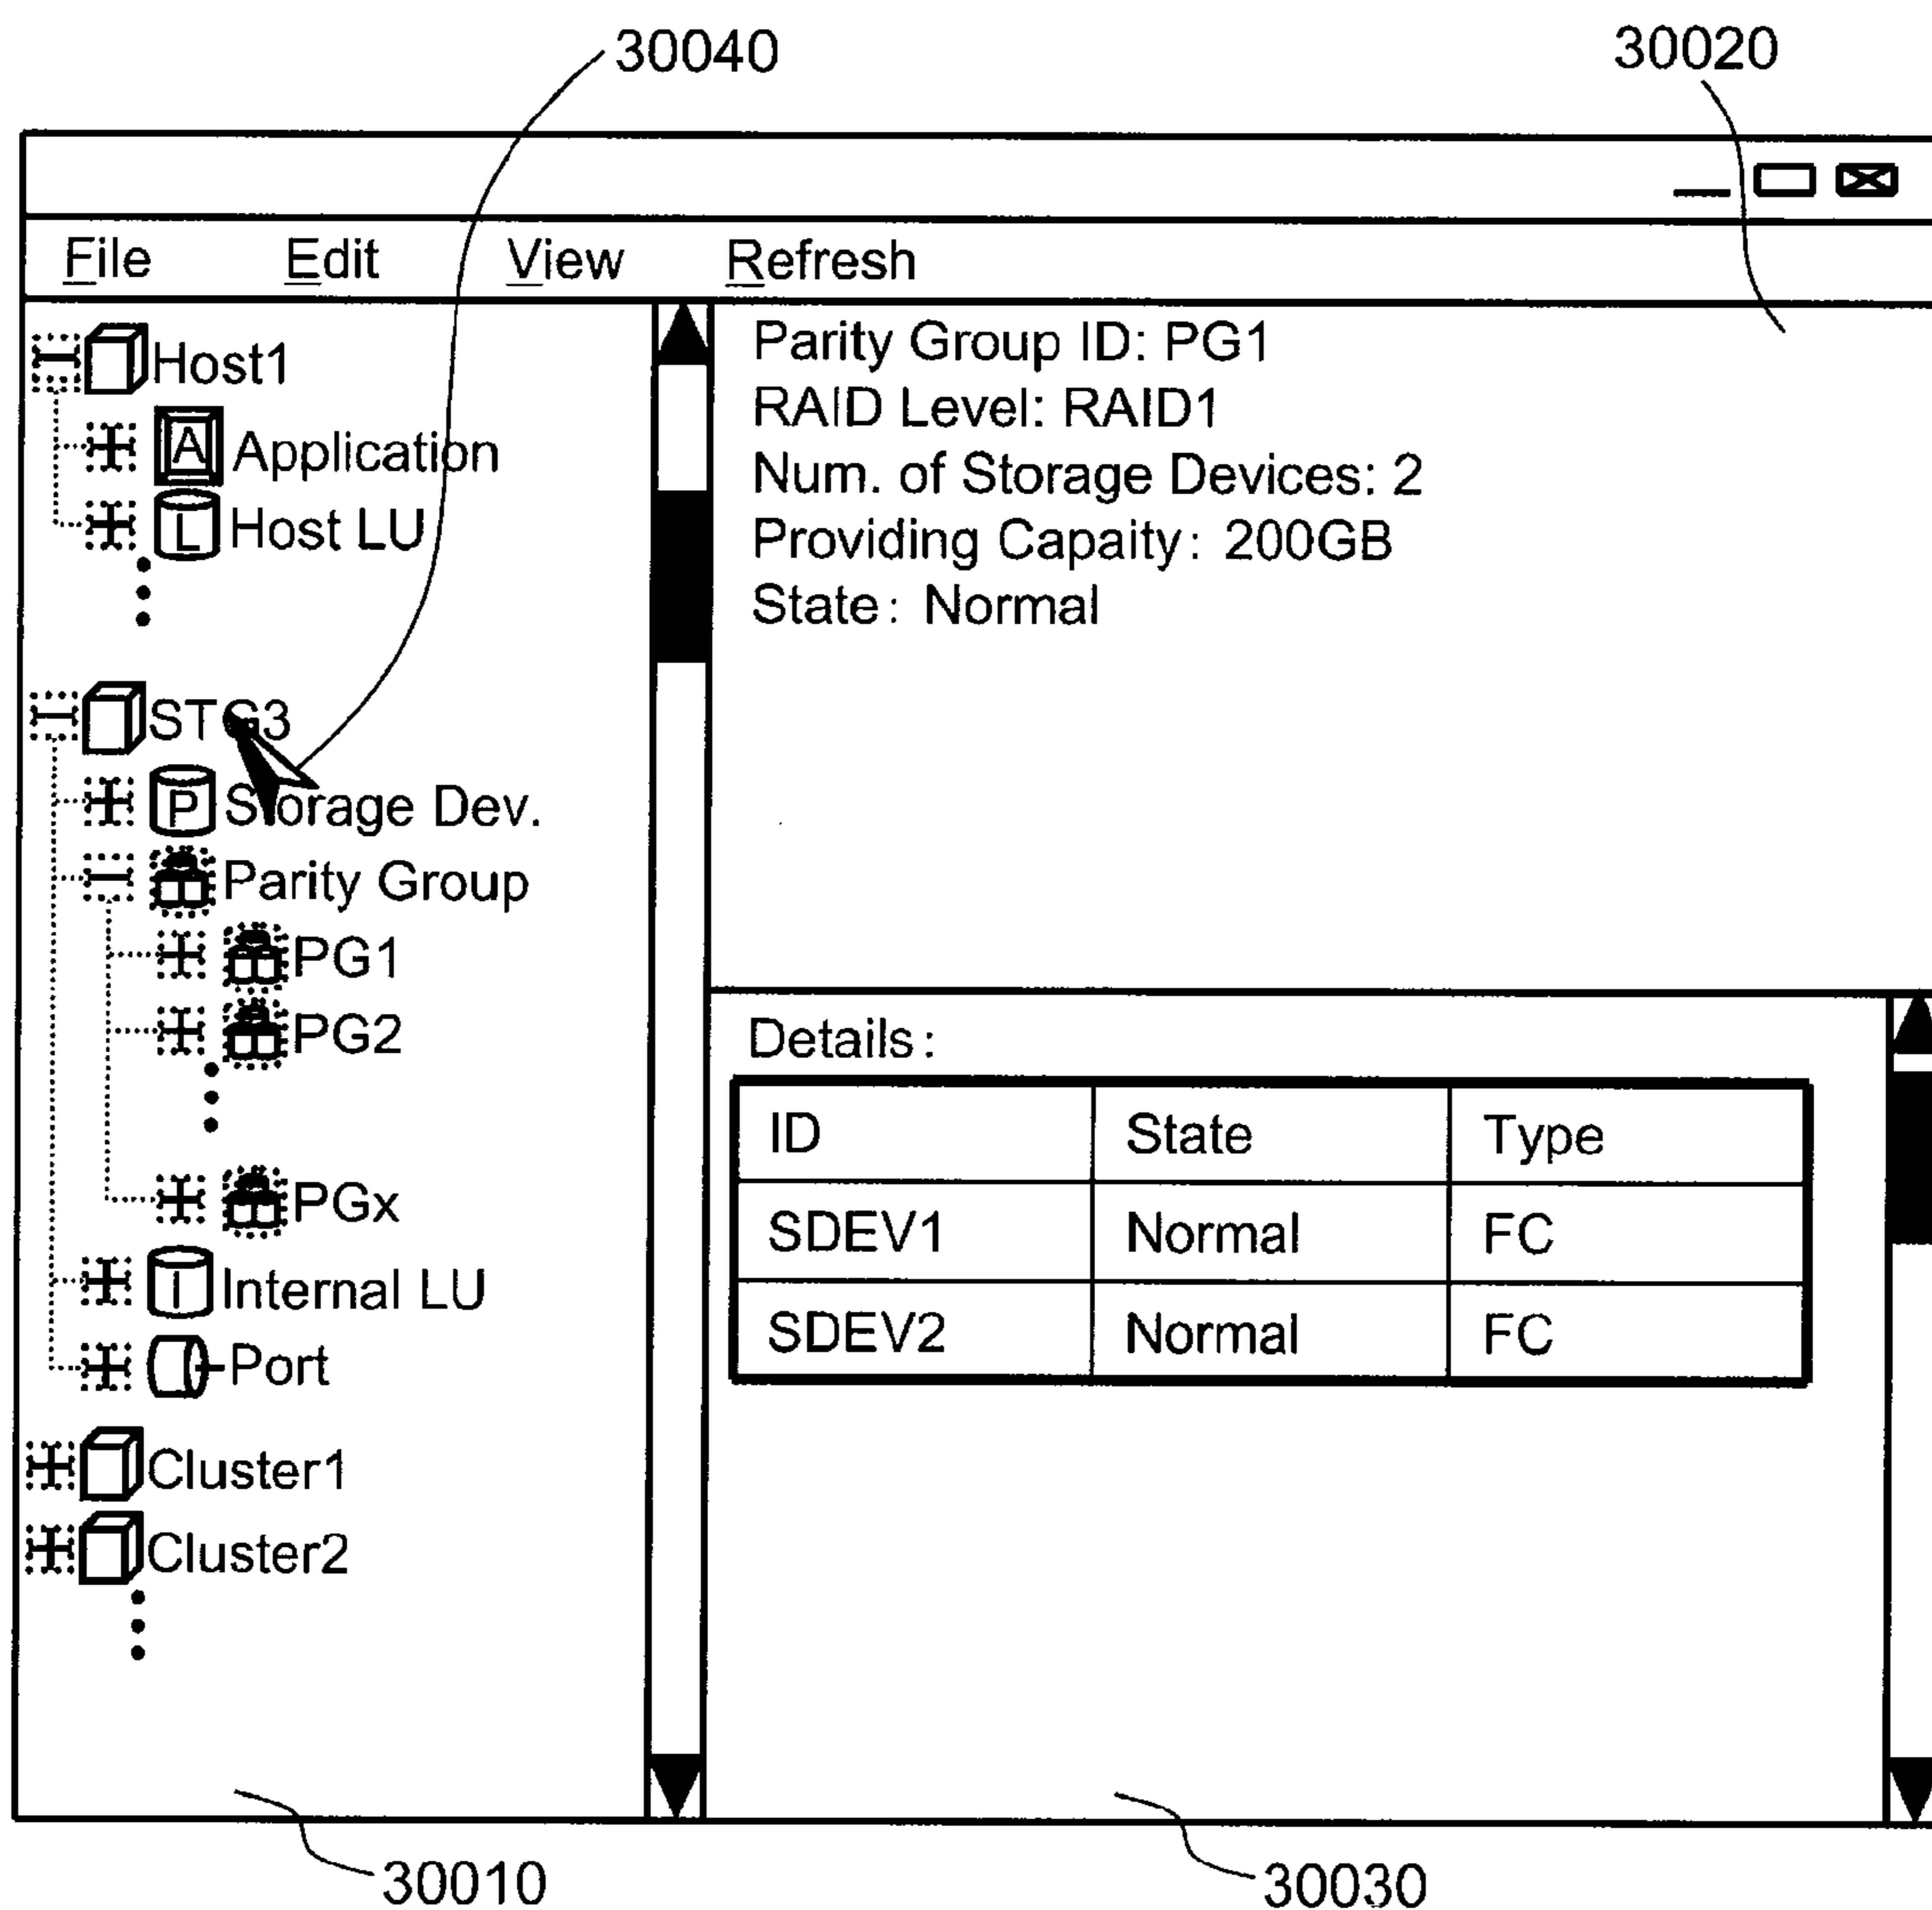 30040
30020
File Edit View Refresh
Host1
A Application
L Host LU
STG3
P Storage Dev.
Parity Group
PG1
PG2
PGx
I Internal LU
Port
Cluster1
Cluster2
Parity Group ID: PG1
RAID Level: RAID1
Num. of Storage Devices: 2
Providing Capaity: 200GB
State: Normal
Details:
ID State Type
SDEV1 Normal FC
SDEV2 Normal FC
30010
30030